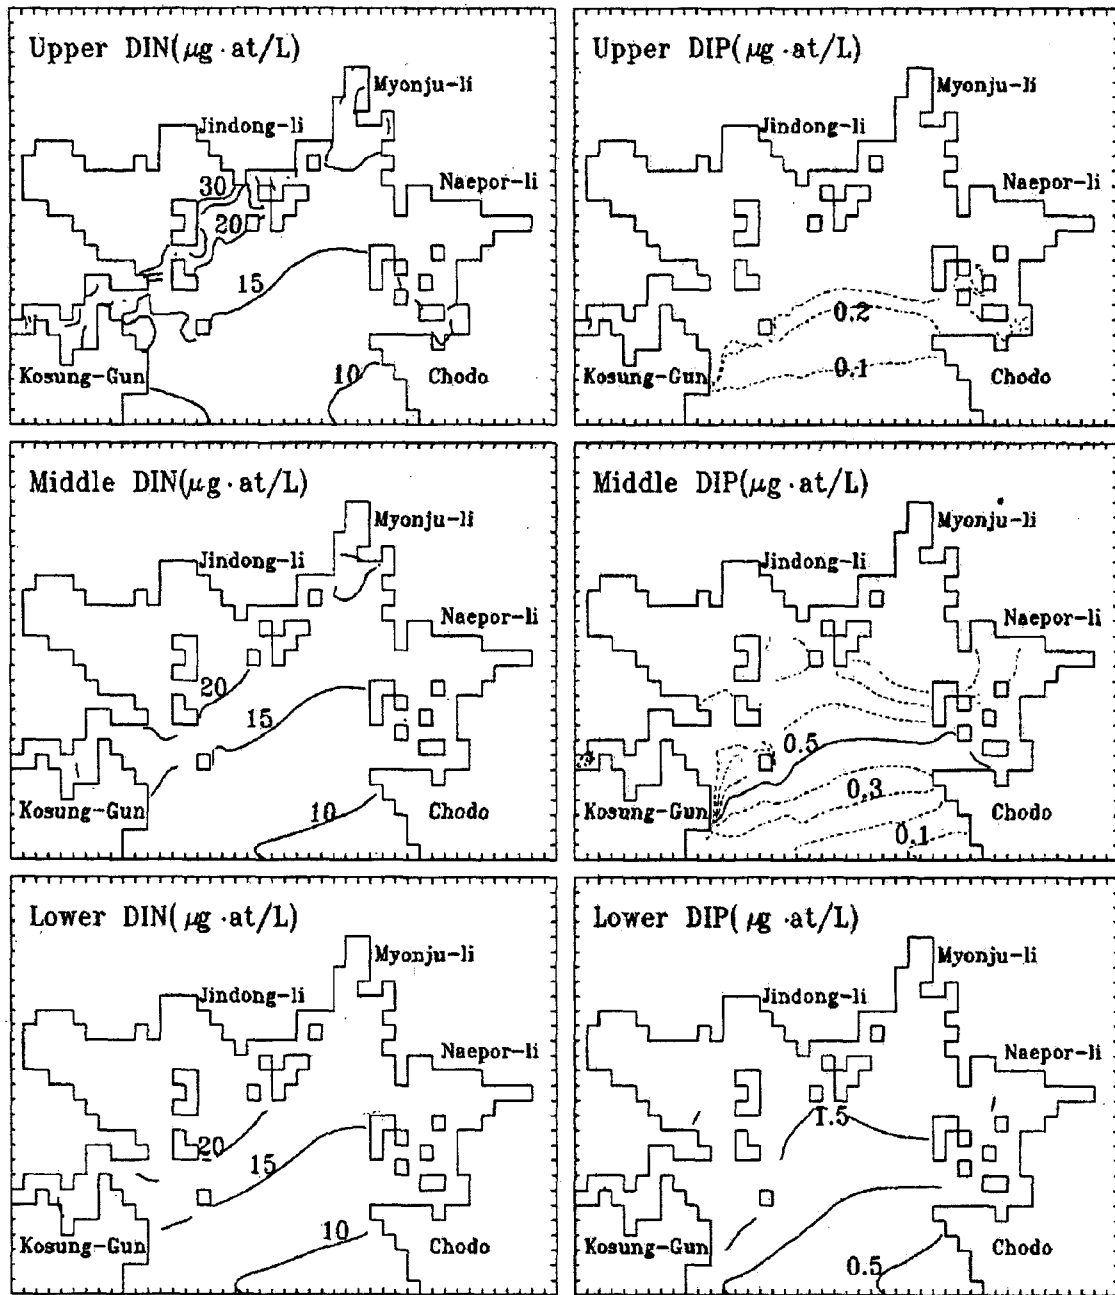 Upper DIN(μg·at/L)
Myonju-li
Jindong-li
30
Naepor-li
20
15
10
Kosung-Gun
Chodo
Upper DIP(μg·at/L)
Myonju-li
Jindong-li
Naepor-li
0.2
Kosung-Gun
0.1
Chodo
Middle DIN(μg·at/L)
Myonju-li
Jindong-li
Naepor-li
20
15
Kosung-Gun
10
Chodo
Middle DIP(μg·at/L)
Myonju-li
Jindong-li
Naepor-li
0.5
Kosung-Gun
0.3
Chodo
0.1
Lower DIN(μg·at/L)
Myonju-li
Jindong-li
Naepor-li
20
15
10
Kosung-Gun
Chodo
Lower DIP(μg·at/L)
Myonju-li
Jindong-li
Naepor-li
1.5
Kosung-Gun
0.5
Chodo